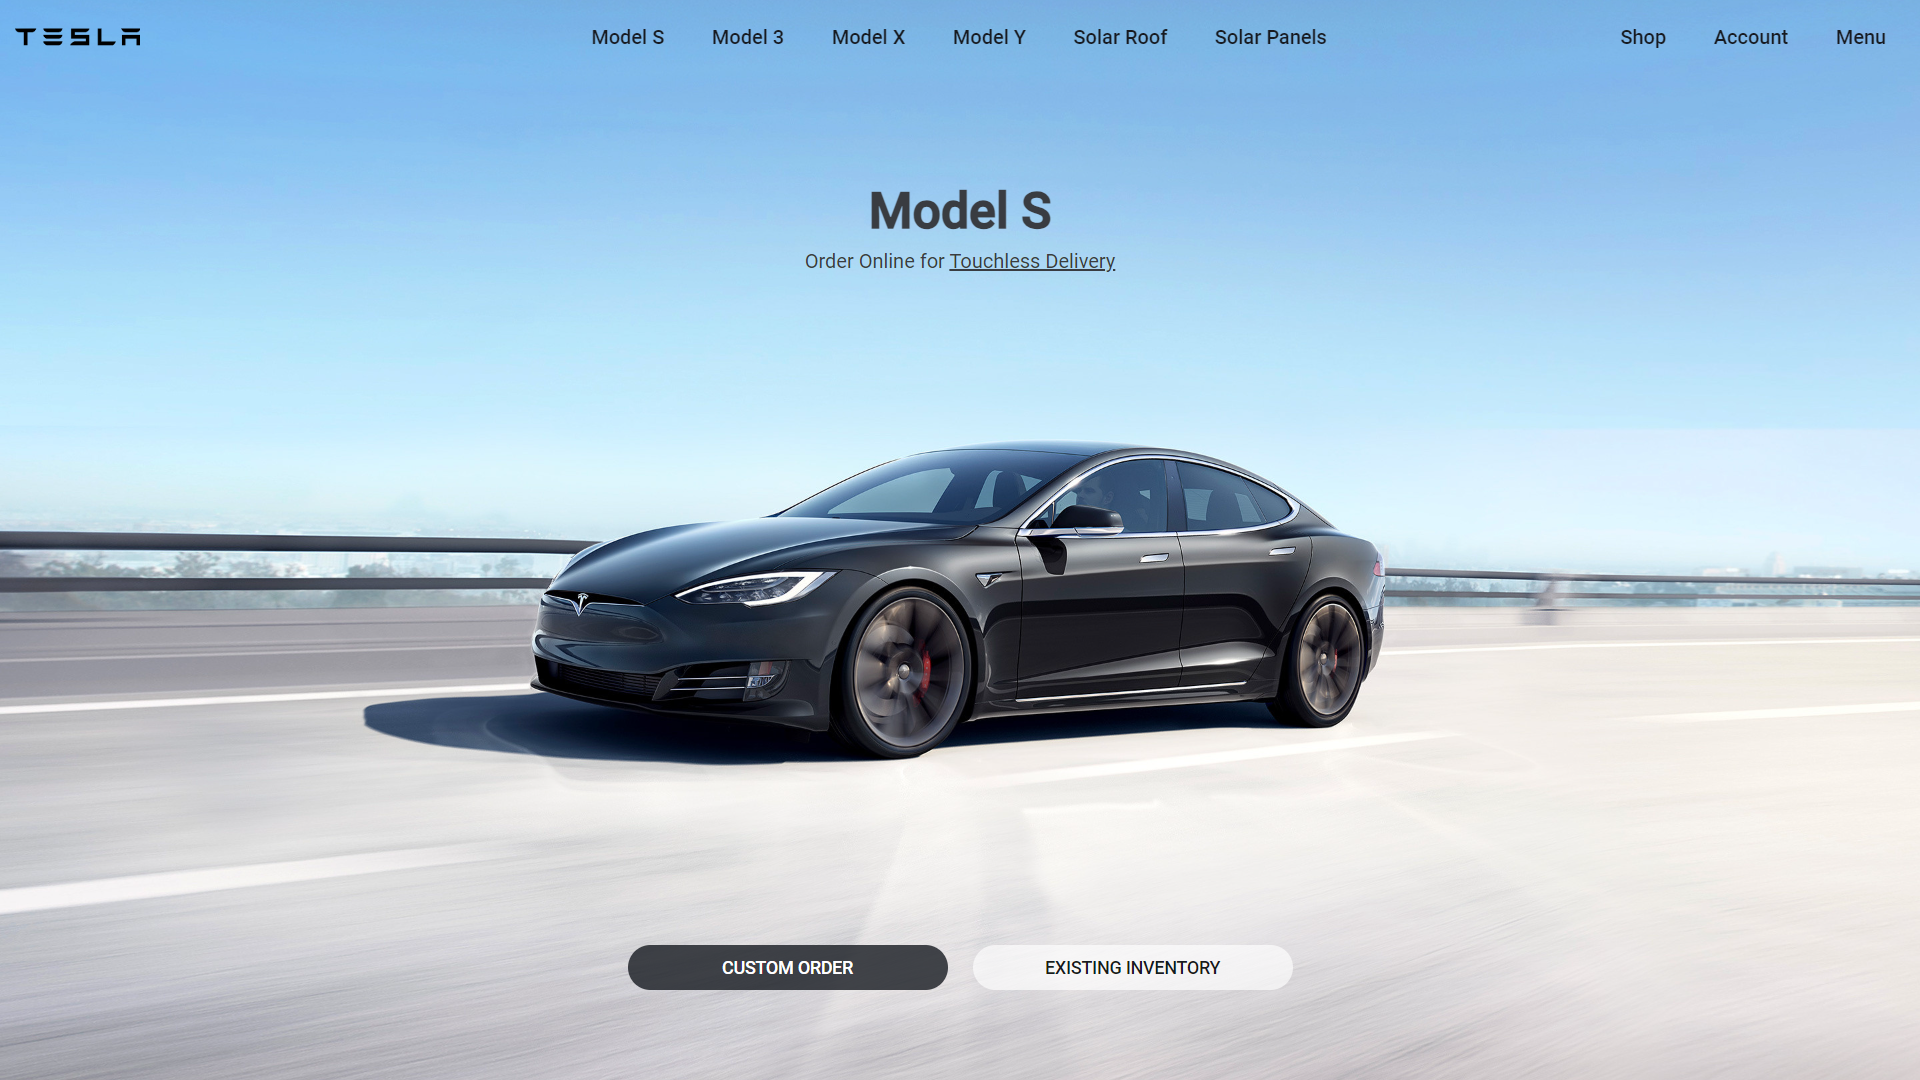 TESLA
Model S Model 3 Model X Model Y Solar Roof Solar Panels
Shop Account Menu
Model S
Order Online for Touchless Delivery
CUSTOM ORDER
EXISTING INVENTORY